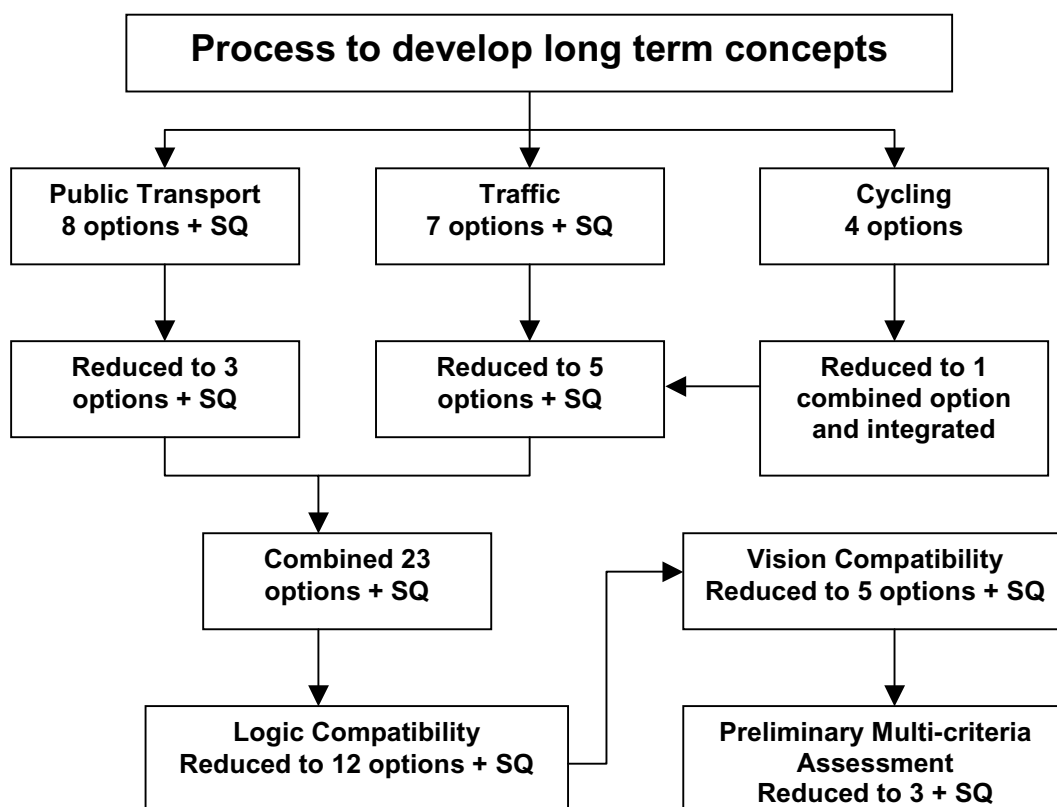 Process to develop long term concepts
Public Transport
8 options + SQ
Traffic
7 options + SQ
Cycling
4 options
Reduced to 3
options + SQ
Reduced to 5
options + SQ
Reduced to 1
combined option
and integrated
Combined 23
options + SQ
Vision Compatibility
Reduced to 5 options + SQ
Logic Compatibility
Reduced to 12 options + SQ
Preliminary Multi-criteria
Assessment
Reduced to 3 + SQ